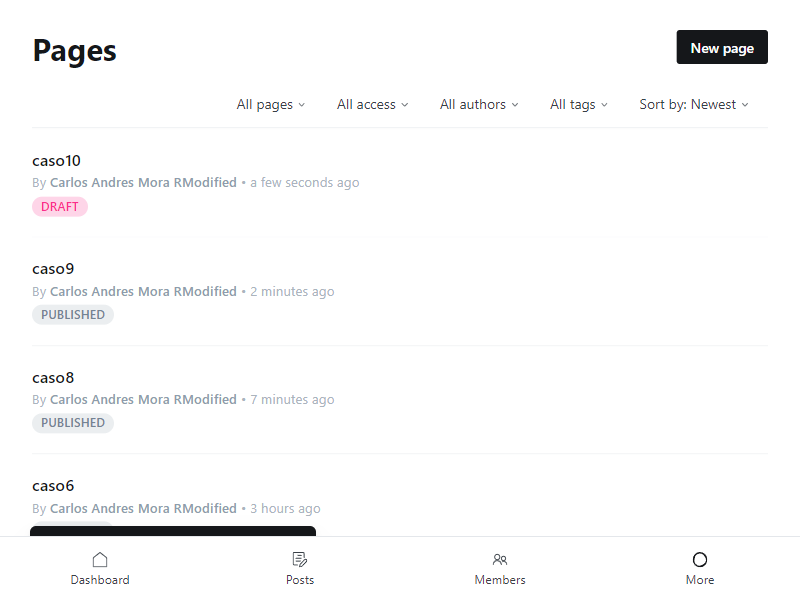 Pages
New page
All pages
All access
All authors
All tags
Sort by: Newest
caso10
By Carlos Andres Mora RModified • a few seconds ago
DRAFT
caso9
By Carlos Andres Mora RModified • 2 minutes ago
PUBLISHED
caso8
By Carlos Andres Mora RModified • 7 minutes ago
PUBLISHED
caso6
By Carlos Andres Mora RModified • 3 hours ago
Dashboard
Posts
Members
More